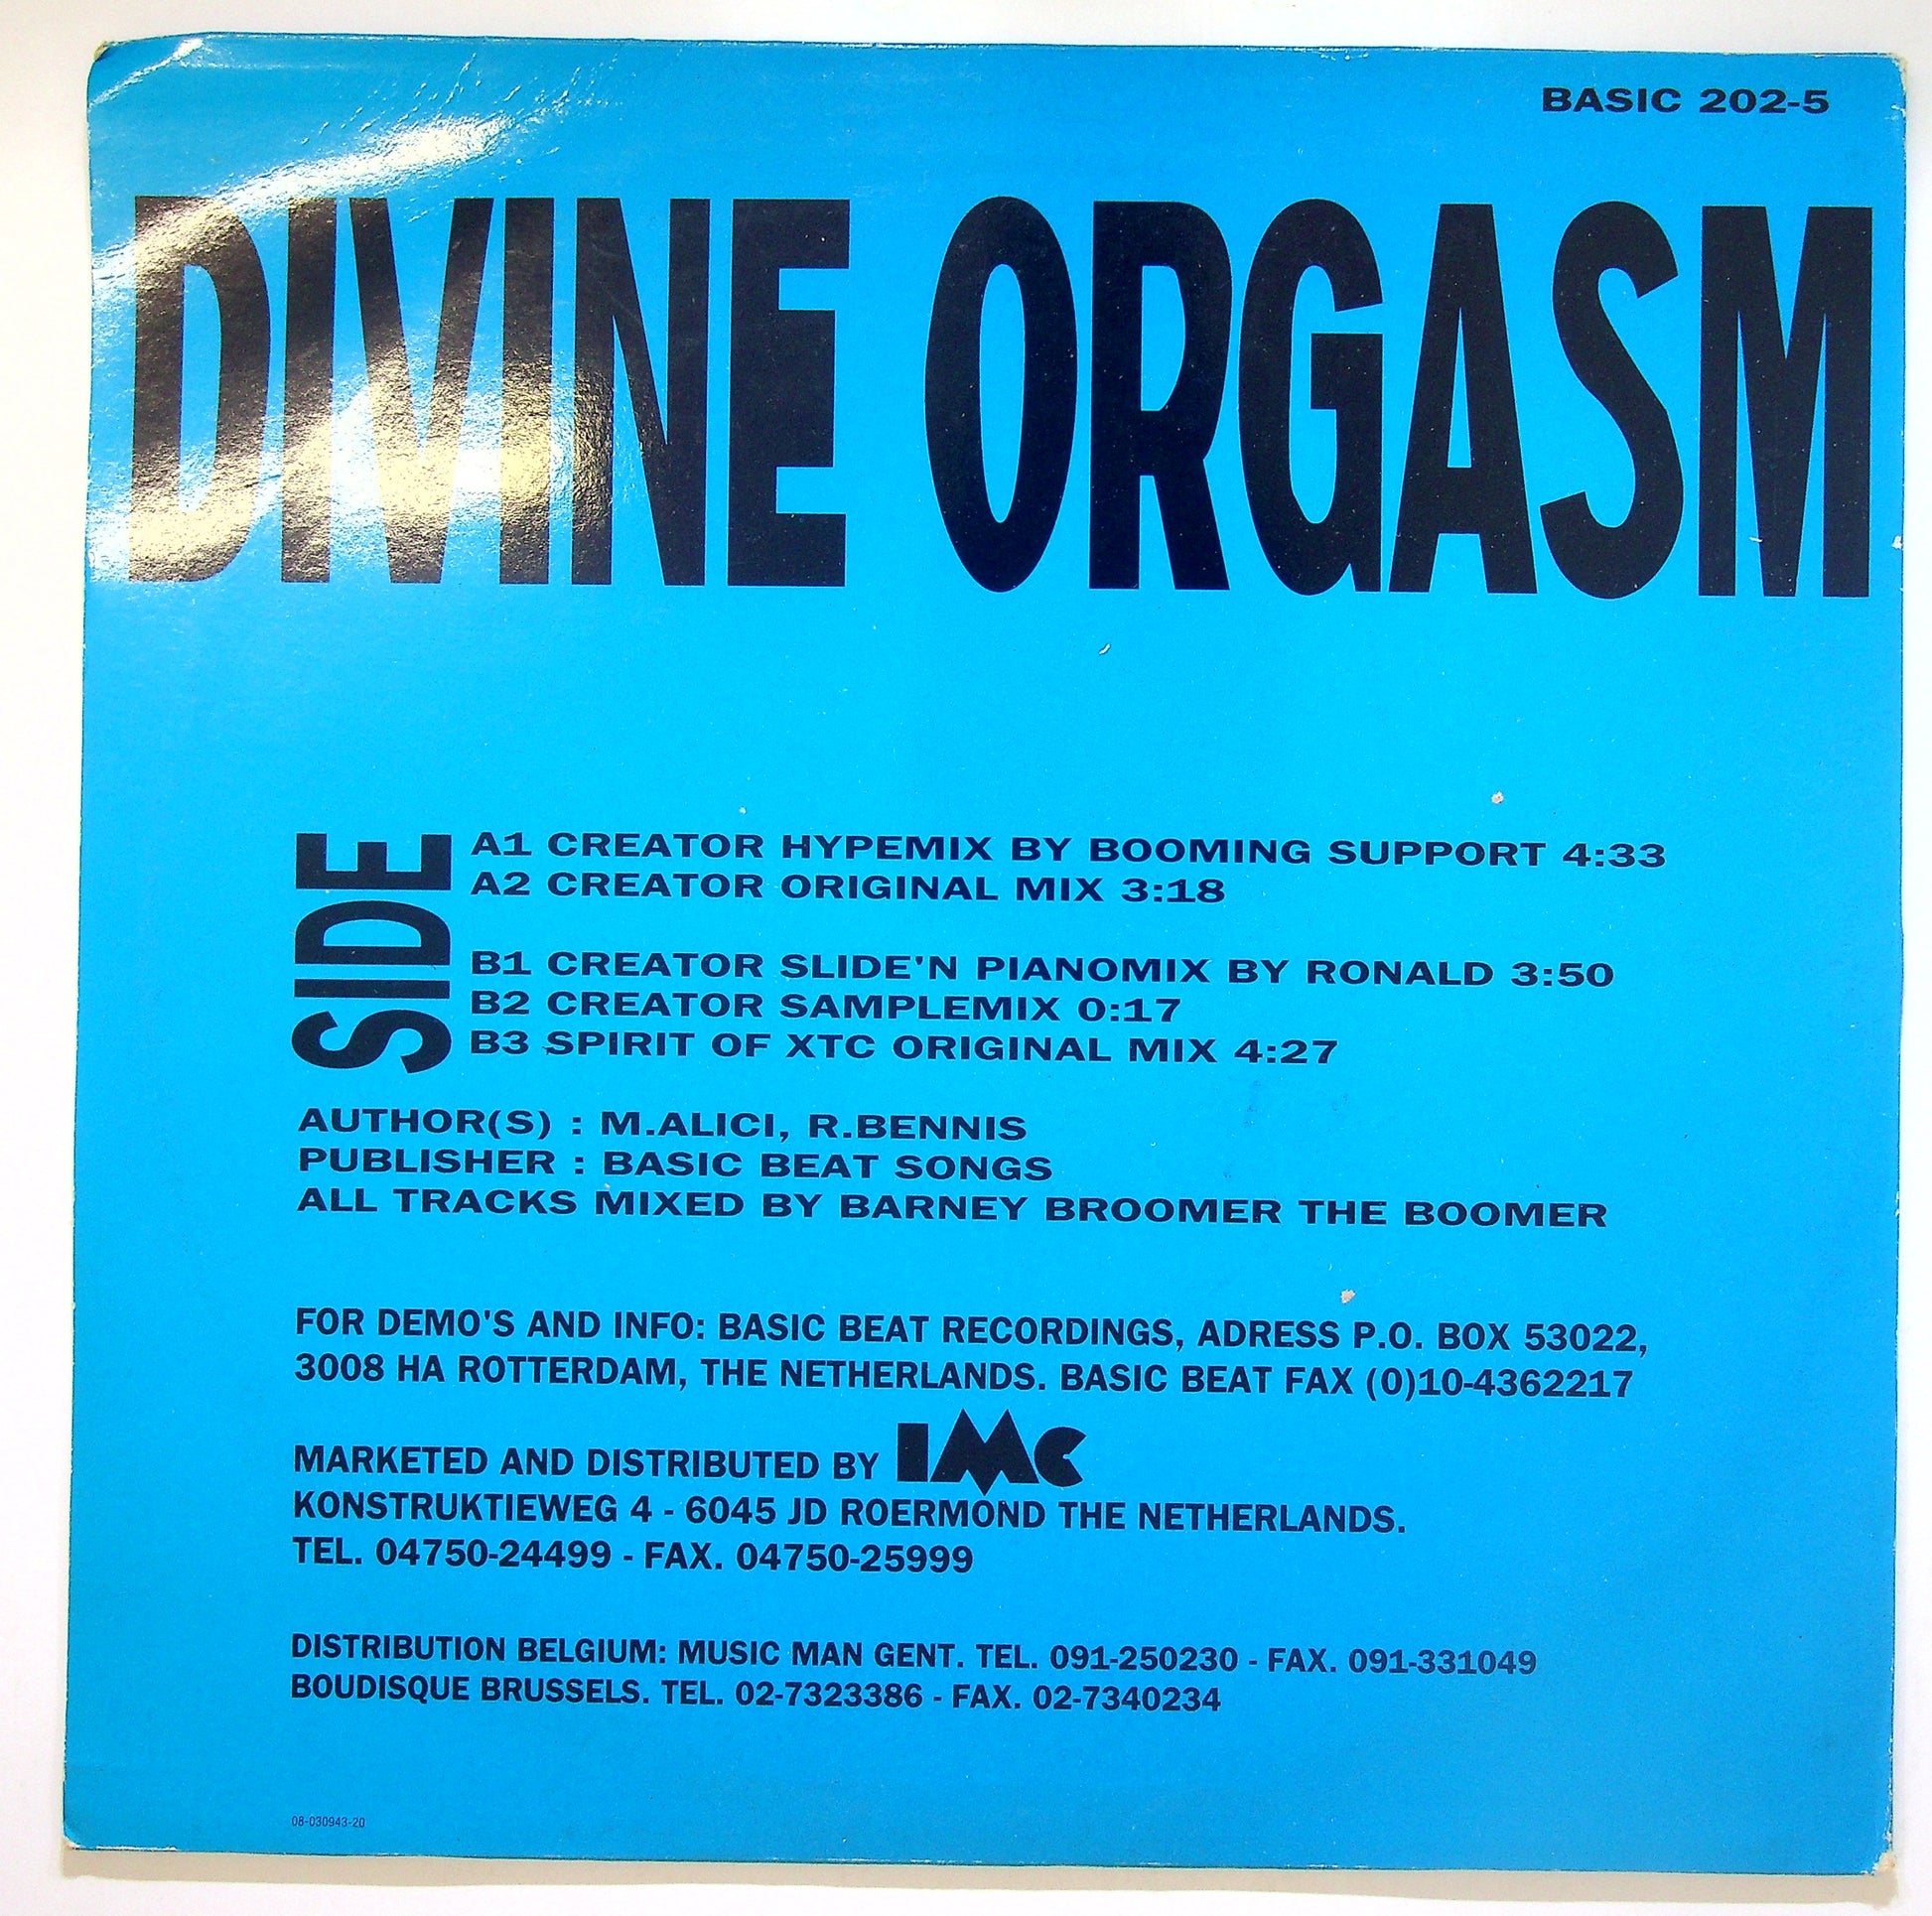 BASIC 202-5
DIVINE ORGASM
SIDE
A1 CREATOR HYPEMIX BY BOOMING SUPPORT 4:33
A2 CREATOR ORIGINAL MIX 3:18
B1 CREATOR SLIDE'N PIANOMIX BY RONALD 3:50
B2 CREATOR SAMPLEMIX 0:17
B3 SPIRIT OF XTC ORIGINAL MIX 4:27
AUTHOR(S) : M.ALICI, R.BENNIS
PUBLISHER : BASIC BEAT SONGS
ALL TRACKS MIXED BY BARNEY BROOMER THE BOOMER
FOR DEMO'S AND INFO: BASIC BEAT RECORDINGS, ADRESS P.O. BOX 53022,
3008 HA ROTTERDAM, THE NETHERLANDS. BASIC BEAT FAX (0)10-4362217
MARKETED AND DISTRIBUTED BY IMC
KONSTRUKTIEWEG 4 - 6045 JD ROERMOND THE NETHERLANDS.
TEL. 04750-24499 - FAX. 04750-25999
DISTRIBUTION BELGIUM: MUSIC MAN GENT. TEL. 091-250230 - FAX. 091-331049
BOUDISQUE BRUSSELS. TEL. 02-7323386 - FAX. 02-7340234
08-030943-20